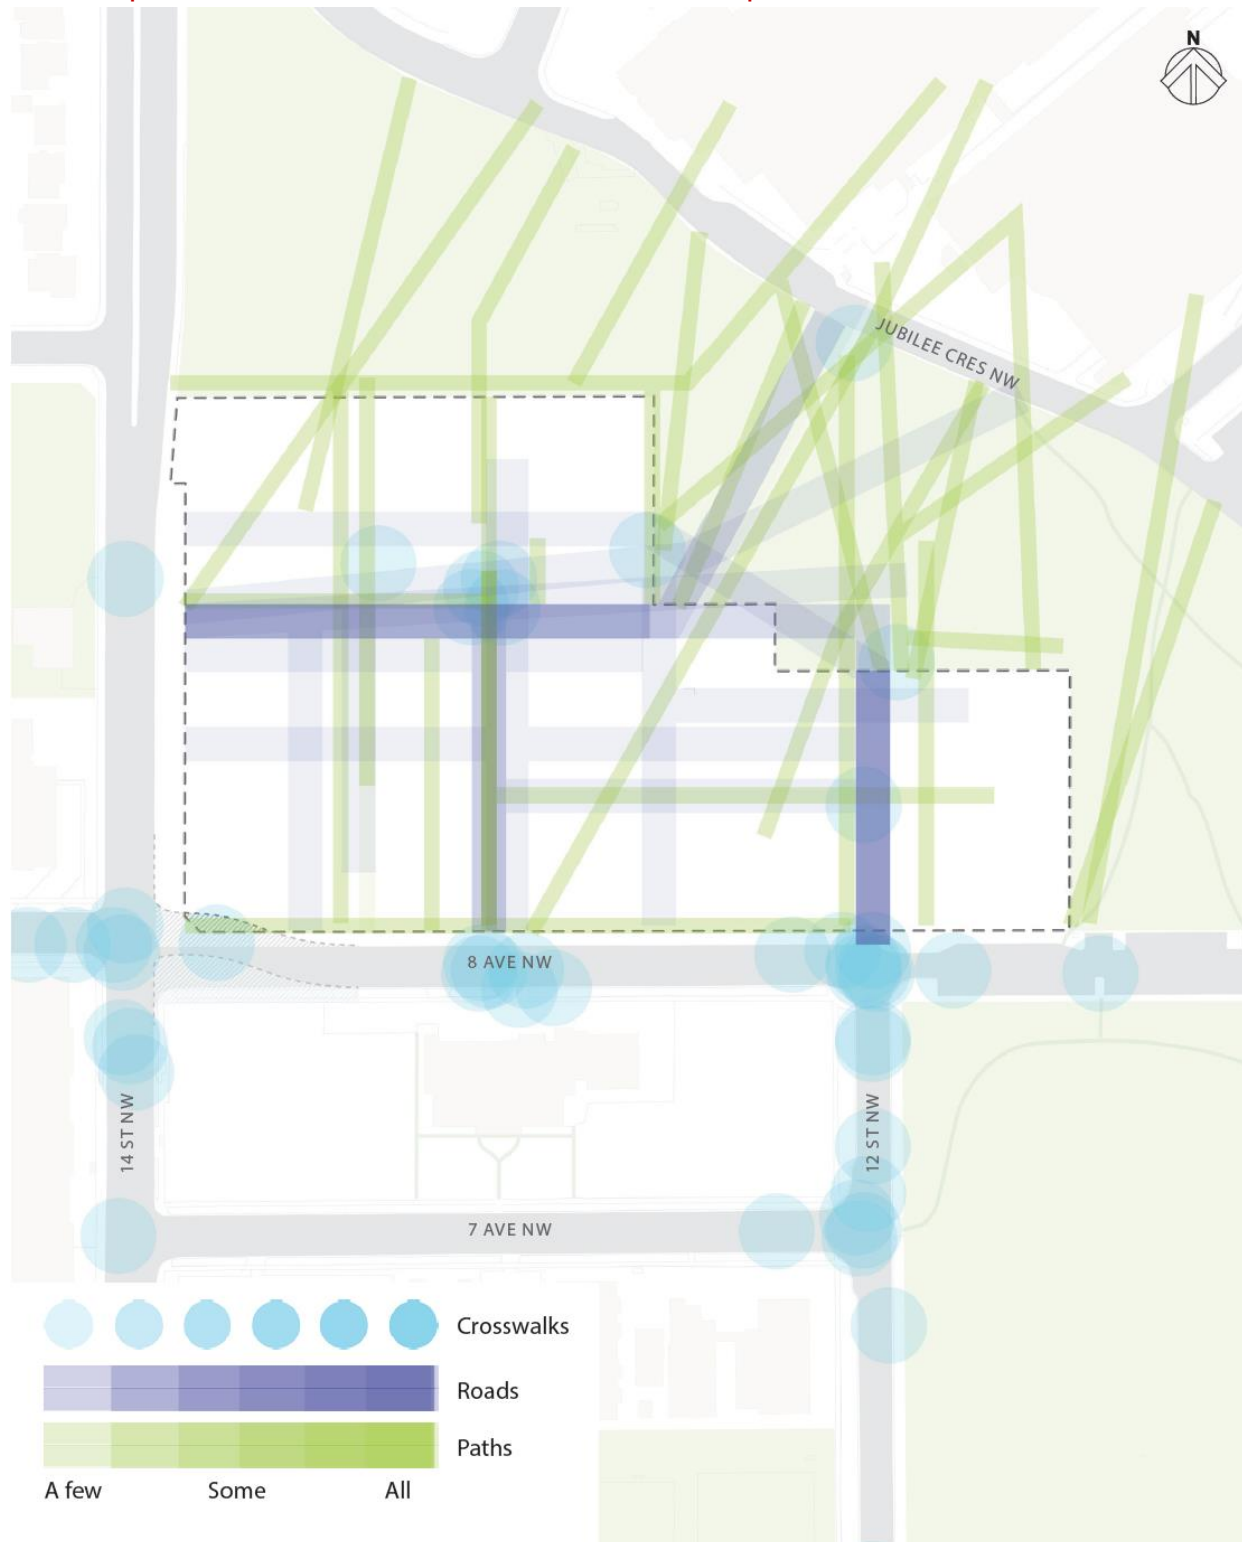 N
JUBILEE CRES NW
8 AVE NW
14 ST NW
12 ST NW
7 AVE NW
Crosswalks
Roads
Paths
A few Some All